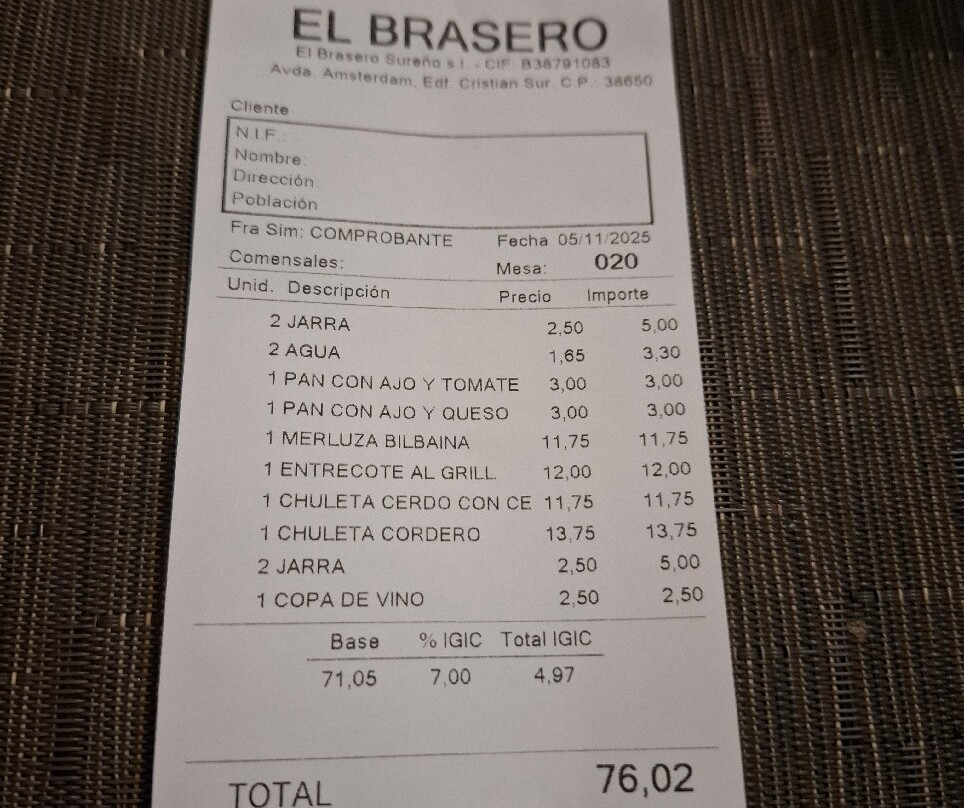 EL BRASERO
El Brasero Sureño s.l. - CIF: B38791083
Avda. Amsterdam, Edf. Cristian Sur. C.P.: 38650
Cliente
N.I.F.:
Nombre:
Dirección:
Población
Fra Sim: COMPROBANTE Fecha 05/11/2025
Comensales: Mesa: 020
Unid. Descripción Precio Importe
2 JARRA 2,50 5,00
2 AGUA 1,65 3,30
1 PAN CON AJO Y TOMATE 3,00 3,00
1 PAN CON AJO Y QUESO 3,00 3,00
1 MERLUZA BILBAINA 11,75 11,75
1 ENTRECOTE AL GRILL 12,00 12,00
1 CHULETA CERDO CON CE 11,75 11,75
1 CHULETA CORDERO 13,75 13,75
2 JARRA 2,50 5,00
1 COPA DE VINO 2,50 2,50
Base % IGIC Total IGIC
71,05 7,00 4,97
TOTAL 76,02